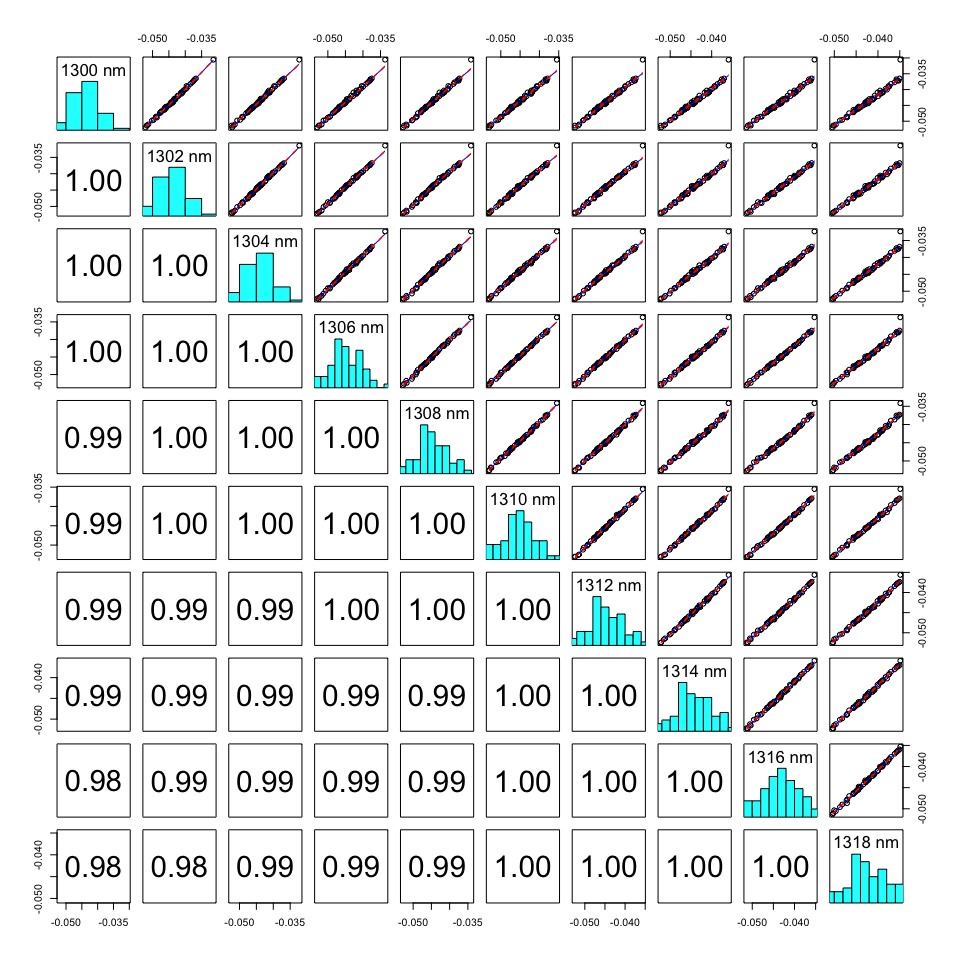 -0.050 -0.035 -0.050 -0.035 -0.050 -0.035 -0.050 -0.040 -0.050 -0.040
1300 nm
-0.050 -0.035
-0.050 -0.035
1.00 1302 nm
1.00 1.00 1304 nm
-0.050 -0.035
-0.050 -0.035
1.00 1.00 1.00 1306 nm
0.99 1.00 1.00 1.00 1308 nm
-0.050 -0.035
-0.050 -0.035
0.99 1.00 1.00 1.00 1.00 1310 nm
0.99 0.99 0.99 1.00 1.00 1.00 1312 nm
-0.050 -0.040
-0.050 -0.040
0.99 0.99 0.99 0.99 0.99 1.00 1.00 1314 nm
0.98 0.99 0.99 0.99 0.99 1.00 1.00 1.00 1316 nm
-0.050 -0.040
-0.050 -0.040
0.98 0.98 0.99 0.99 0.99 1.00 1.00 1.00 1.00 1318 nm
-0.050 -0.035 -0.050 -0.035 -0.050 -0.035 -0.050 -0.040 -0.050 -0.040